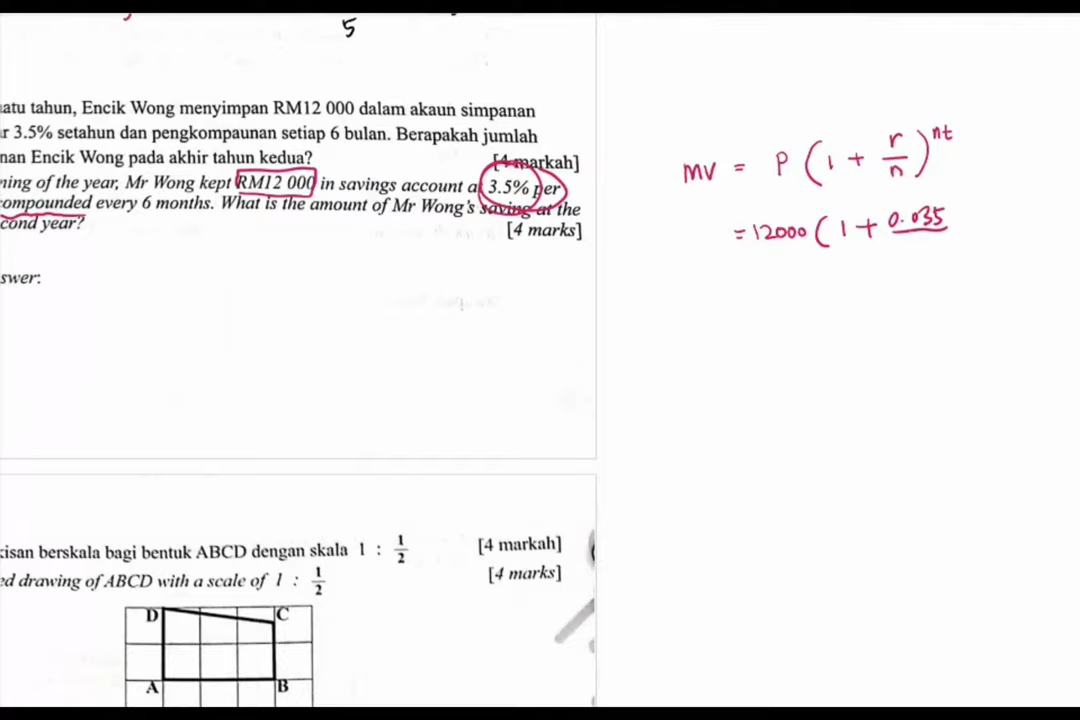 5
atu tahun, Encik Wong menyimpan RM12 000 dalam akaun simpanan
r 3.5% setahun dan pengkompaunan setiap 6 bulan. Berapakah jumlah
nan Encik Wong pada akhir tahun kedua?
[4 markah]
ning of the year, Mr Wong kept RM12 000 in savings account a 3.5% per
ompounded every 6 months. What is the amount of Mr Wong's saving at the
cond year?
[4 marks]
swer:
MV = P (1 + r/n)^nt
= 12000 (1 + 0.035
kisan berskala bagi bentuk ABCD dengan skala 1 : 1/2
[4 markah]
ed drawing of ABCD with a scale of 1 : 1/2
[4 marks]
D C
A B